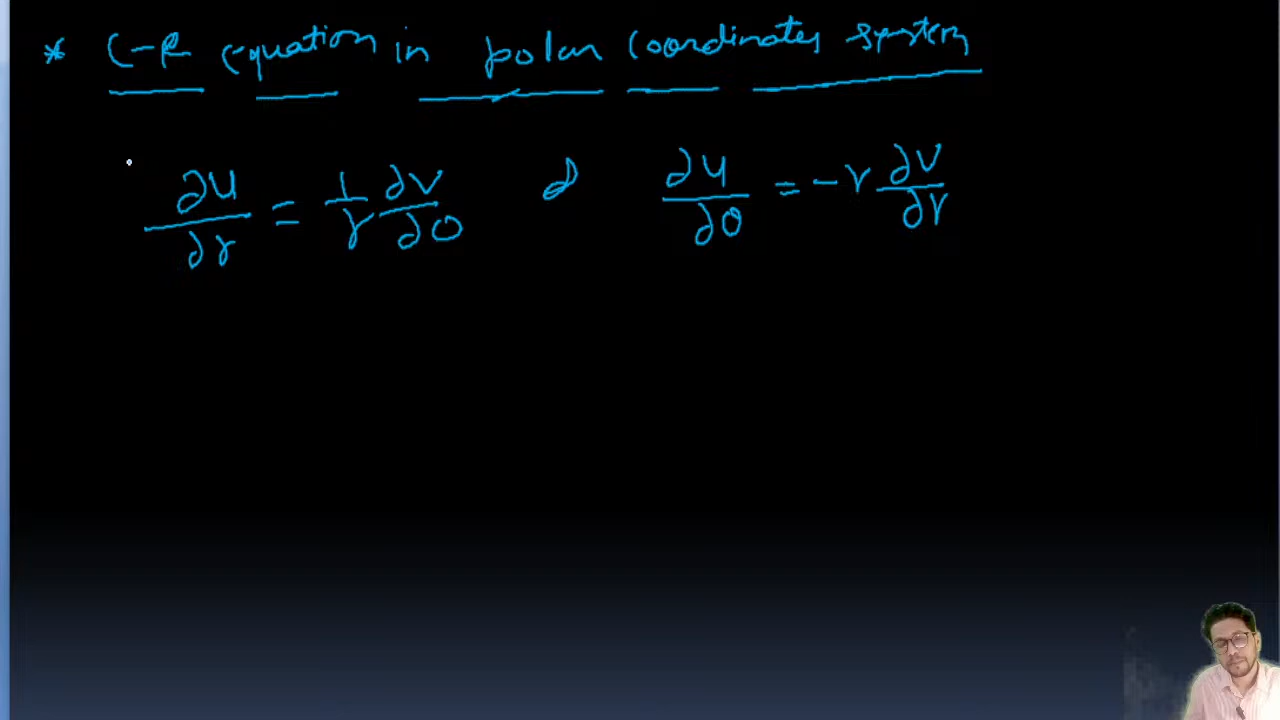 * C-R equation in polar coordinates system
∂u/∂r = 1/r ∂v/∂θ & ∂u/∂θ = -r ∂v/∂r